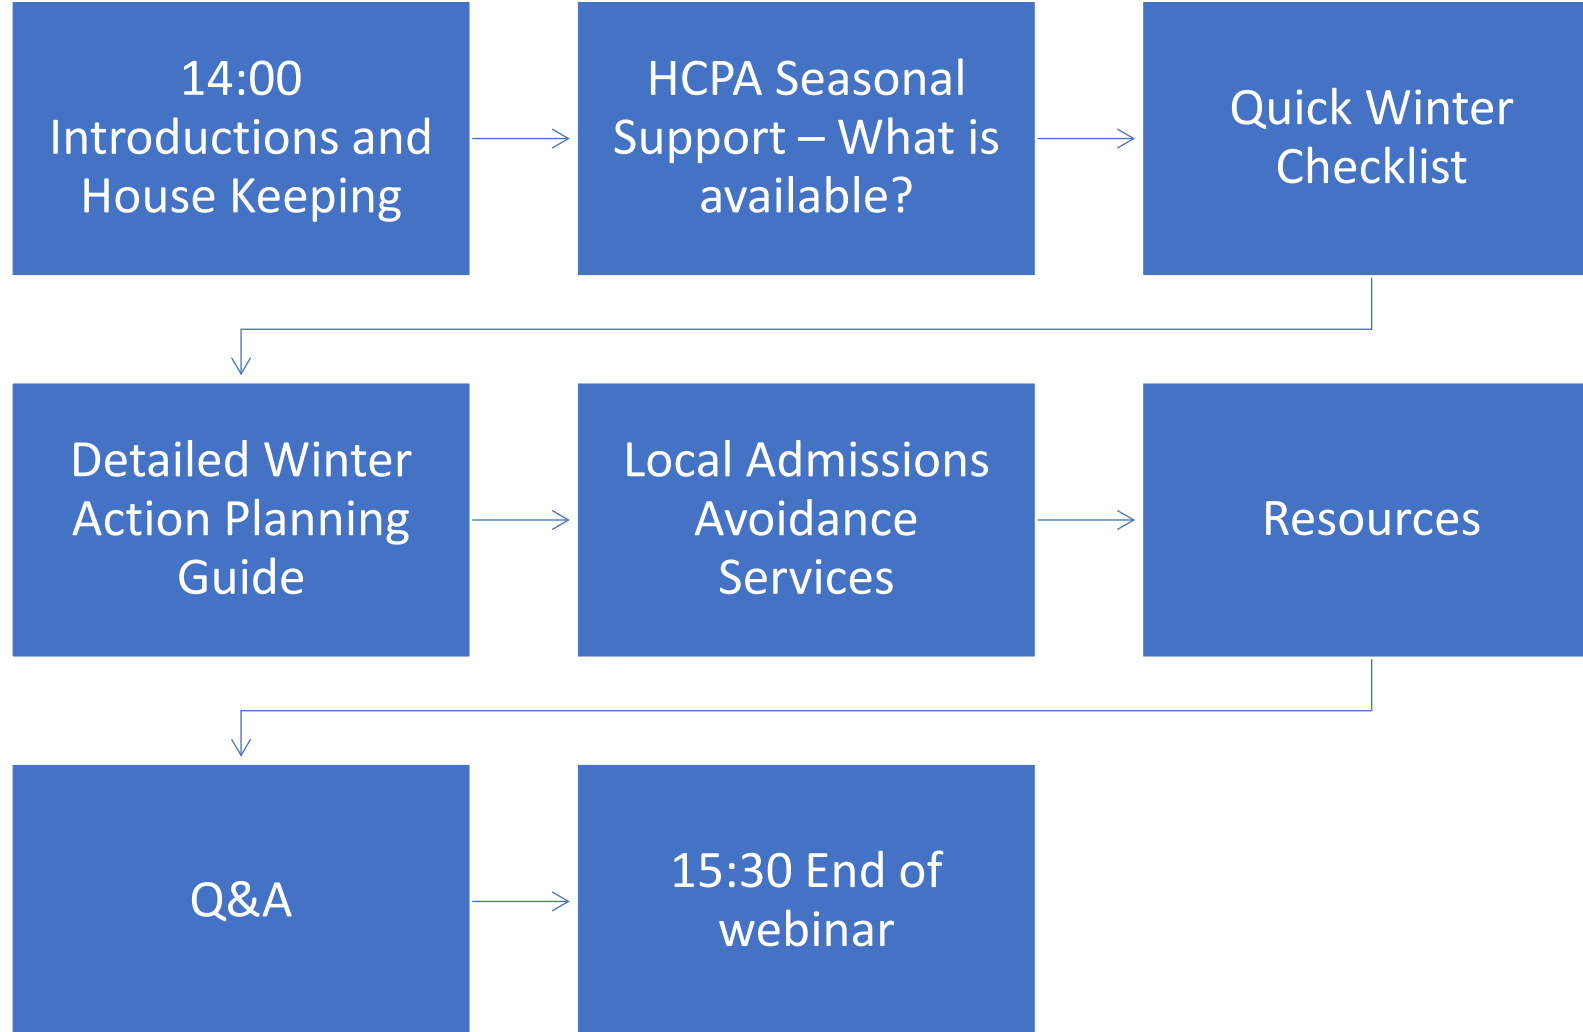 14:00
Introductions and
House Keeping
HCPA Seasonal
Support – What is
available?
Quick Winter
Checklist
Detailed Winter
Action Planning
Guide
Local Admissions
Avoidance
Services
Resources
Q&A
15:30 End of
webinar